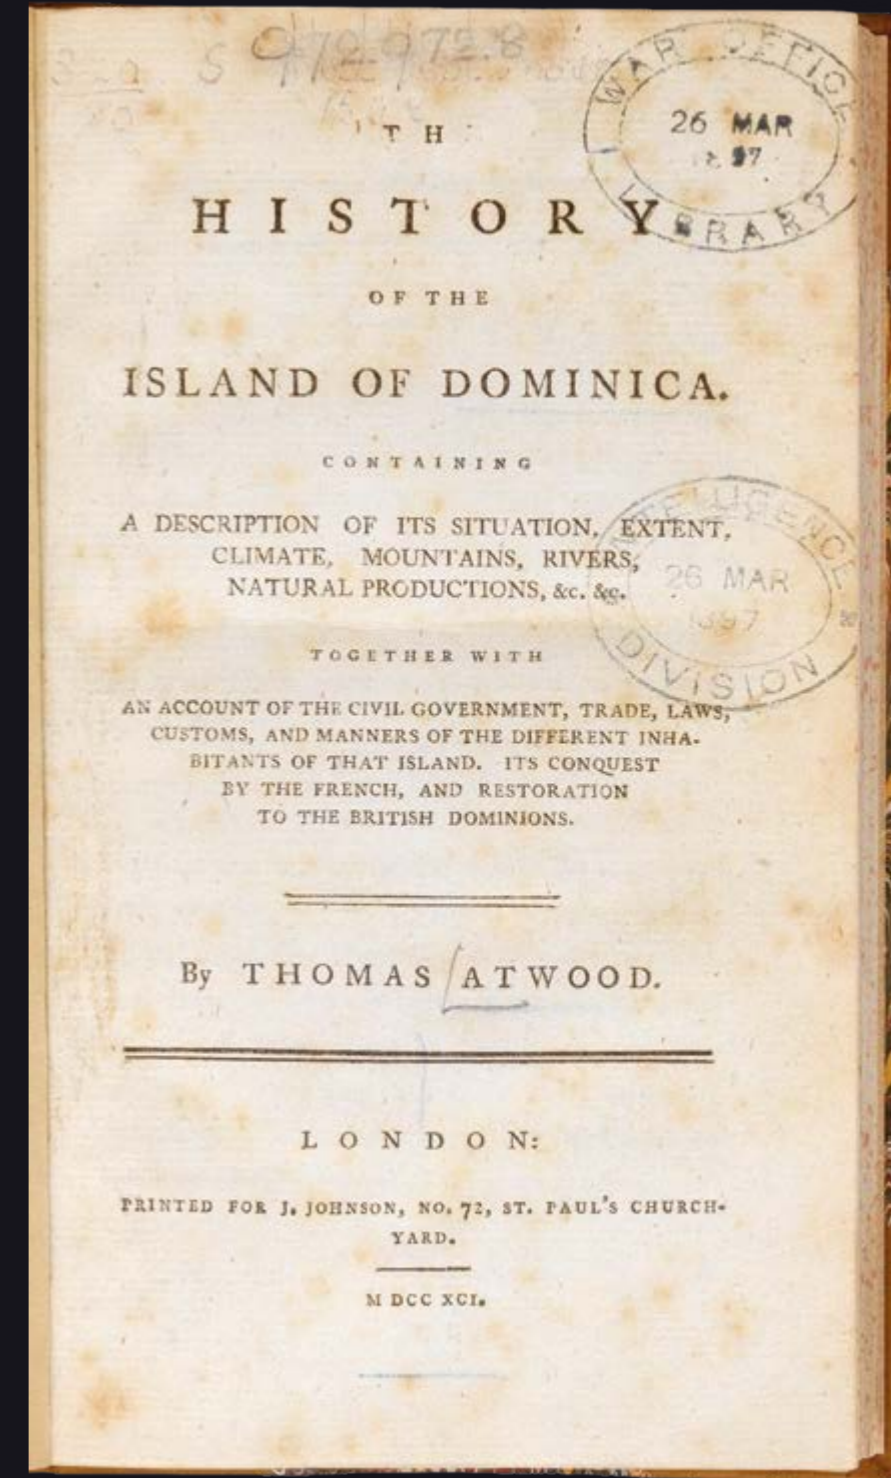 TH
HISTORY
WAR OFFICE
26 MAR
LIBRARY
OF THE
ISLAND OF DOMINICA.
CONTAINING
A DESCRIPTION OF ITS SITUATION, EXTENT,
CLIMATE, MOUNTAINS, RIVERS,
NATURAL PRODUCTIONS, &c. &c.
INTELLIGENCE
26 MAR
1897
DIVISION
TOGETHER WITH
AN ACCOUNT OF THE CIVIL GOVERNMENT, TRADE, LAWS,
CUSTOMS, AND MANNERS OF THE DIFFERENT INHA-
BITANTS OF THAT ISLAND. ITS CONQUEST
BY THE FRENCH, AND RESTORATION
TO THE BRITISH DOMINIONS.
By THOMAS ATWOOD.
LONDON:
PRINTED FOR J. JOHNSON, NO. 72, ST. PAUL'S CHURCH-
YARD.
M DCC XCI.